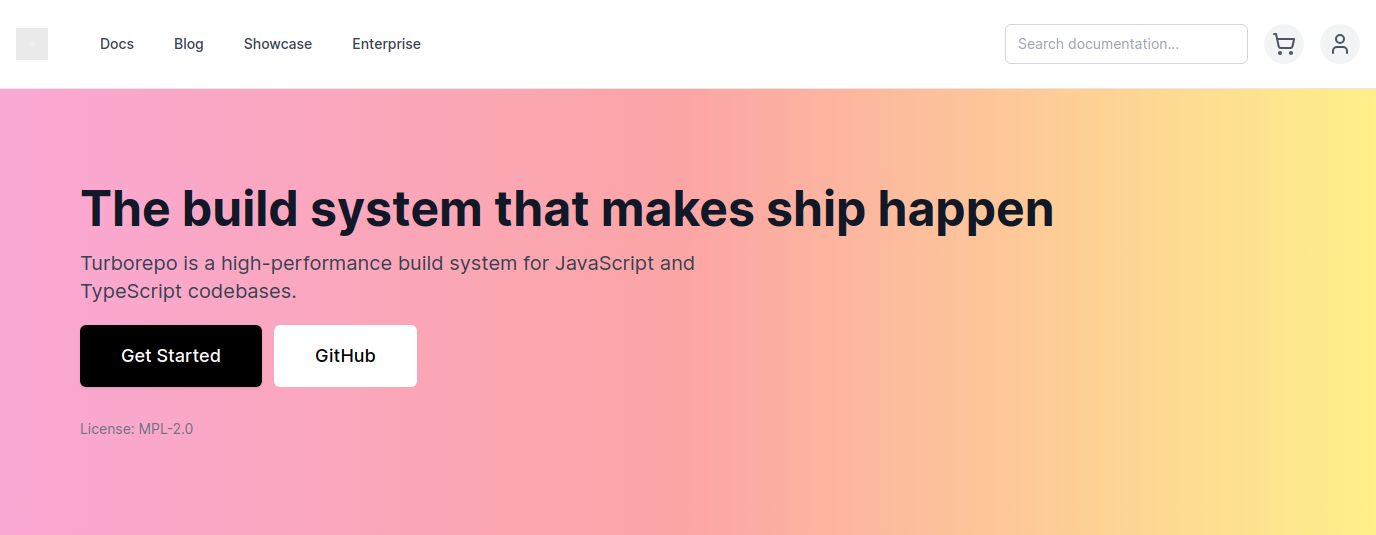 Docs
Blog
Showcase
Enterprise
Search documentation...
The build system that makes ship happen
Turborepo is a high-performance build system for JavaScript and
TypeScript codebases.
Get Started
GitHub
License: MPL-2.0